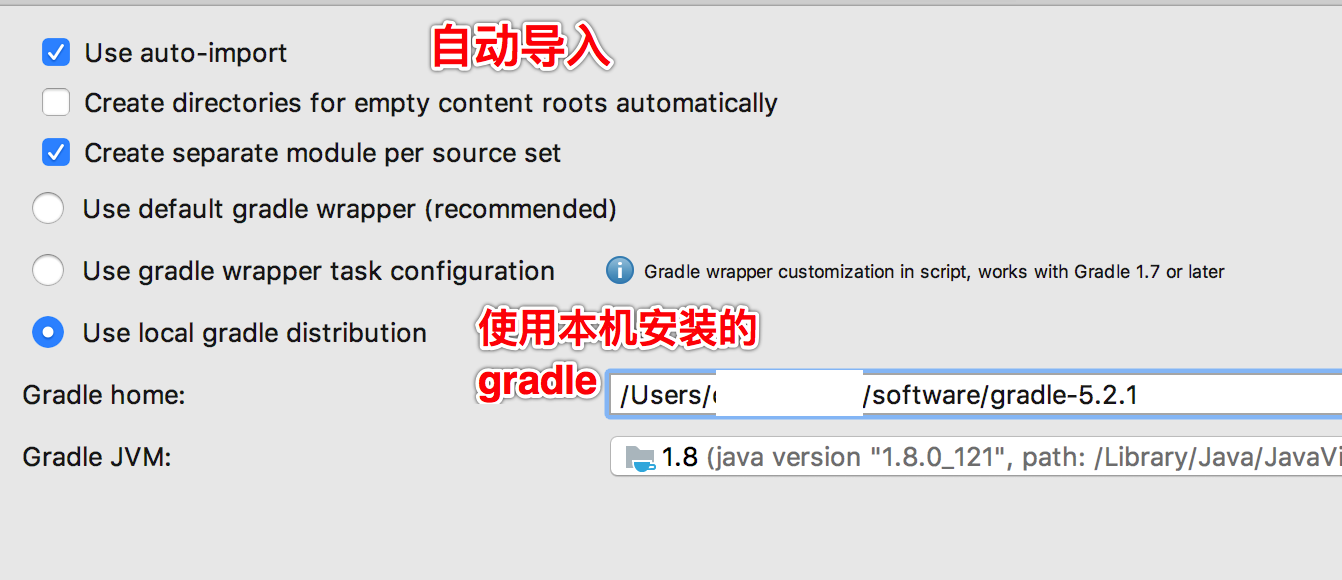 Use auto-import
自动导入
Create directories for empty content roots automatically
Create separate module per source set
Use default gradle wrapper (recommended)
Use gradle wrapper task configuration
Gradle wrapper customization in script, works with Gradle 1.7 or later
Use local gradle distribution
使用本机安装的
gradle
Gradle home:
/Users/ /software/gradle-5.2.1
Gradle JVM:
1.8 (java version "1.8.0_121", path: /Library/Java/JavaVi